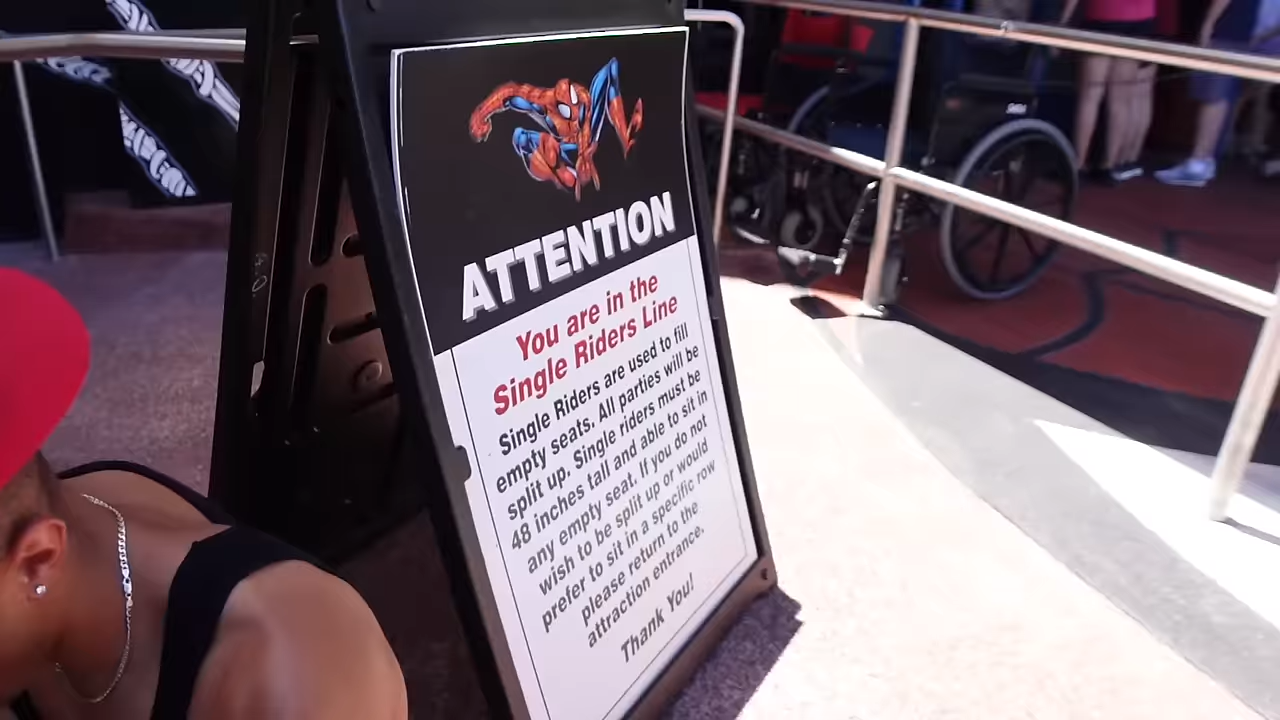 ATTENTION
You are in the
Single Riders Line
Single Riders are used to fill
empty seats. All parties will be
split up. Single riders must be
48 inches tall and able to sit in
any empty seat. If you do not
wish to be split up or would
prefer to sit in a specific row
please return to the
attraction entrance.
Thank You!